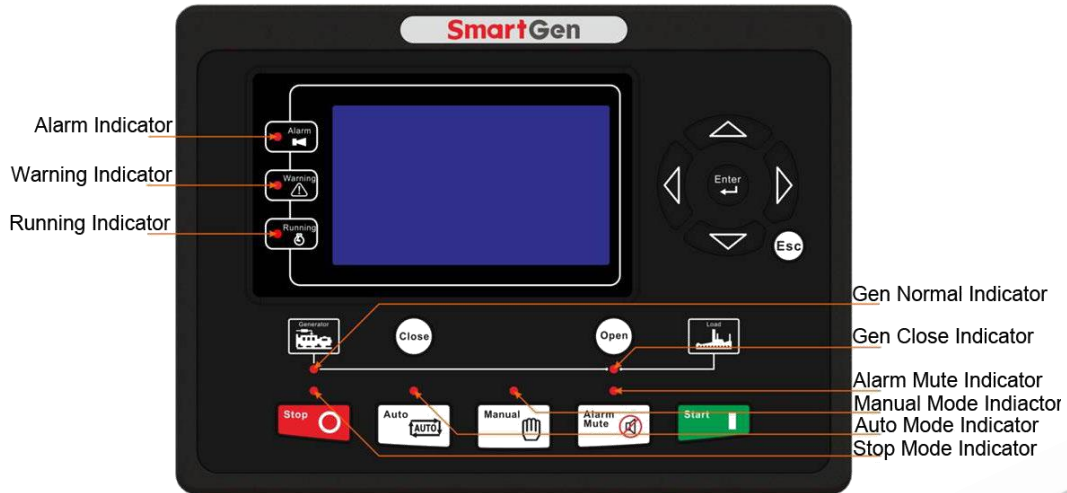 SmartGen
Alarm Indicator
Alarm
Warning Indicator
Warning
Enter
Running Indicator
Running
Esc
Gen Normal Indicator
Generator
Close
Open
Load
Gen Close Indicator
Alarm Mute Indicator
Manual Mode Indiactor
Stop
Auto
AUTO
Manual
Alarm
Mute
Start
Auto Mode Indicator
Stop Mode Indicator